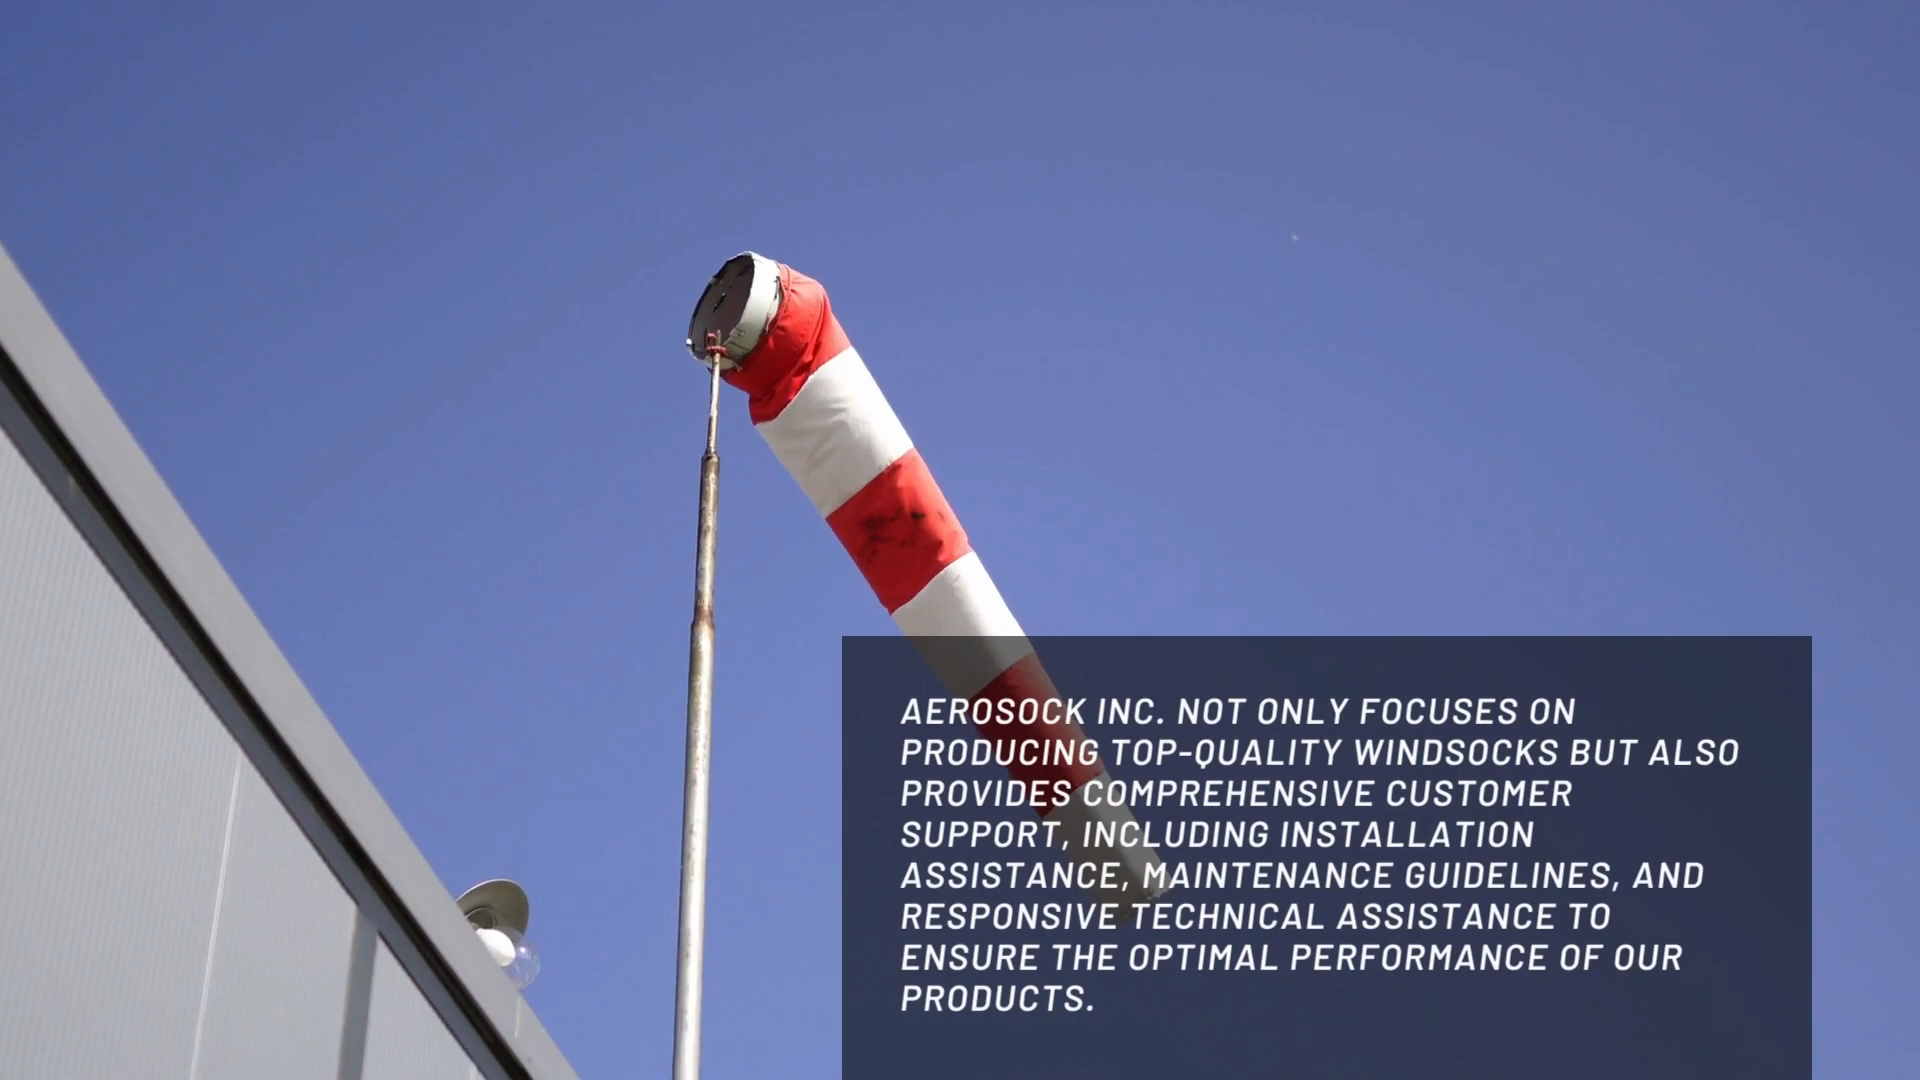 AEROSOCK INC. NOT ONLY FOCUSES ON
PRODUCING TOP-QUALITY WINDSOCKS BUT ALSO
PROVIDES COMPREHENSIVE CUSTOMER
SUPPORT, INCLUDING INSTALLATION
ASSISTANCE, MAINTENANCE GUIDELINES, AND
RESPONSIVE TECHNICAL ASSISTANCE TO
ENSURE THE OPTIMAL PERFORMANCE OF OUR
PRODUCTS.